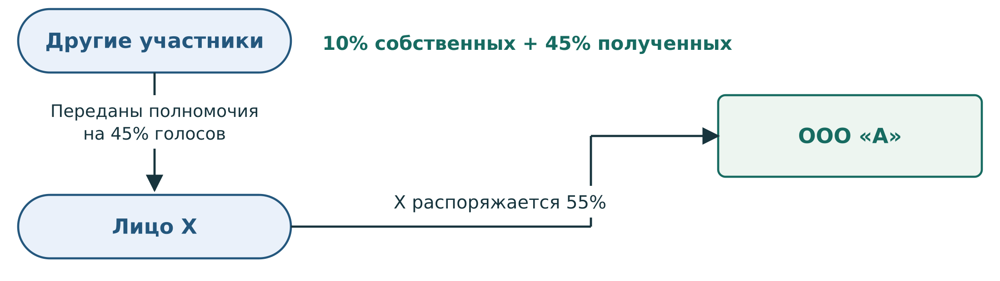 Другие участники
10% собственных + 45% полученных
Переданы полномочия
на 45% голосов
ООО «А»
X распоряжается 55%
Лицо X